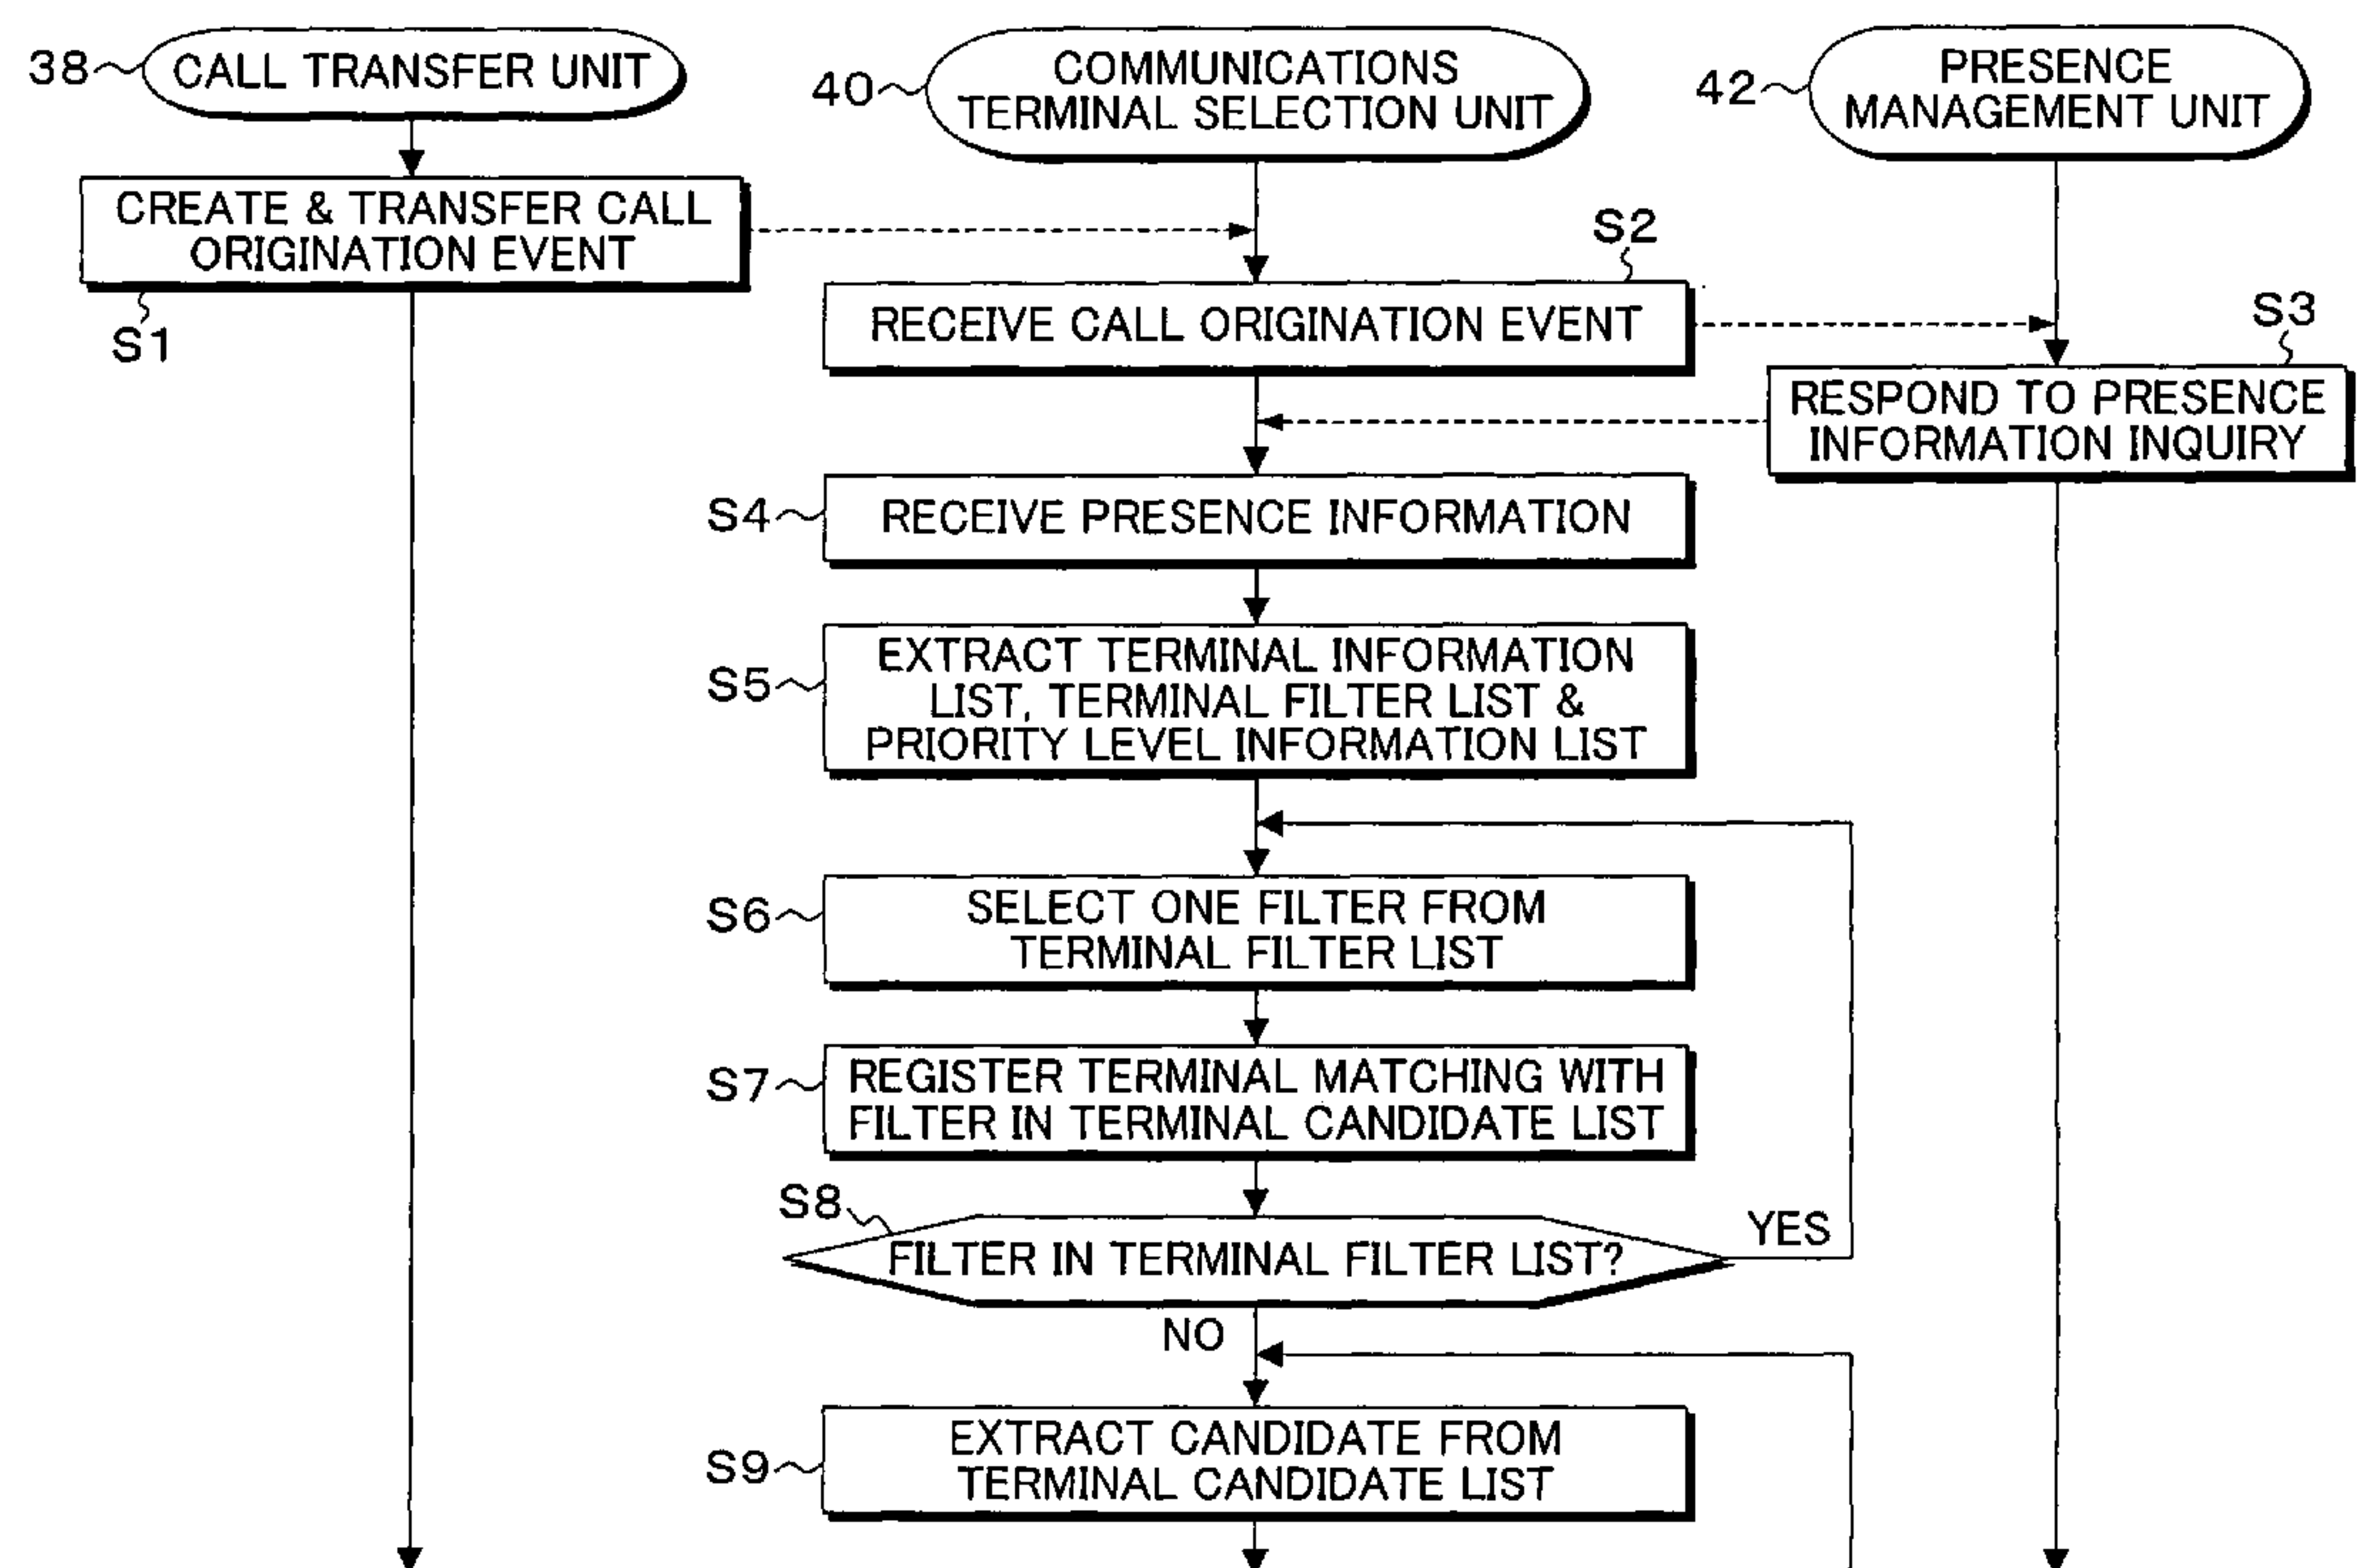 38
CALL TRANSFER UNIT
40
COMMUNICATIONS
TERMINAL SELECTION UNIT
42
PRESENCE
MANAGEMENT UNIT
CREATE & TRANSFER CALL
ORIGINATION EVENT
S1
S2
RECEIVE CALL ORIGINATION EVENT
S3
RESPOND TO PRESENCE
INFORMATION INQUIRY
S4
RECEIVE PRESENCE INFORMATION
S5
EXTRACT TERMINAL INFORMATION
LIST, TERMINAL FILTER LIST &
PRIORITY LEVEL INFORMATION LIST
S6
SELECT ONE FILTER FROM
TERMINAL FILTER LIST
S7
REGISTER TERMINAL MATCHING WITH
FILTER IN TERMINAL CANDIDATE LIST
S8
FILTER IN TERMINAL FILTER LIST?
YES
NO
S9
EXTRACT CANDIDATE FROM
TERMINAL CANDIDATE LIST